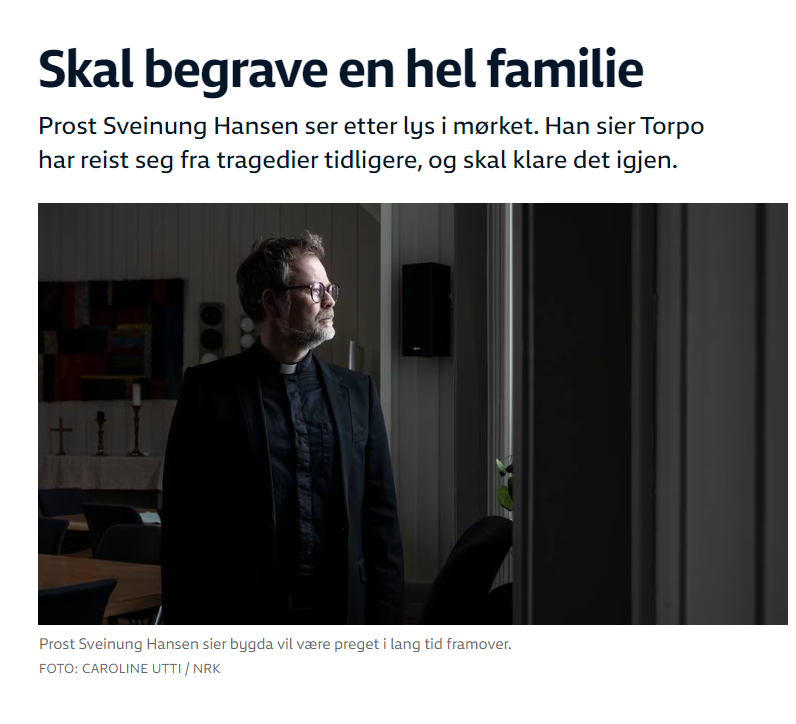 Skal begrave en hel familie
Prost Sveinung Hansen ser etter lys i mørket. Han sier Torpo
har reist seg fra tragedier tidligere, og skal klare det igjen.
Prost Sveinung Hansen sier bygda vil være preget i lang tid framover.
FOTO: CAROLINE UTTI / NRK